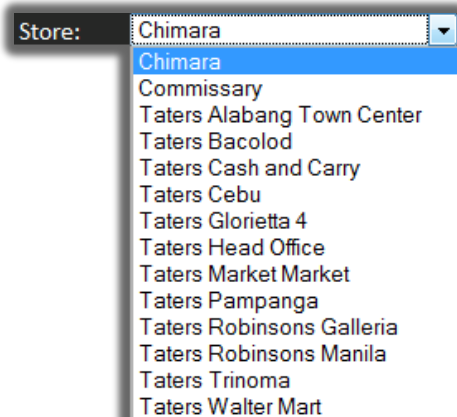 Store: Chimara
Chimara
Commissary
Taters Alabang Town Center
Taters Bacolod
Taters Cash and Carry
Taters Cebu
Taters Glorietta 4
Taters Head Office
Taters Market Market
Taters Pampanga
Taters Robinsons Galleria
Taters Robinsons Manila
Taters Trinoma
Taters Walter Mart